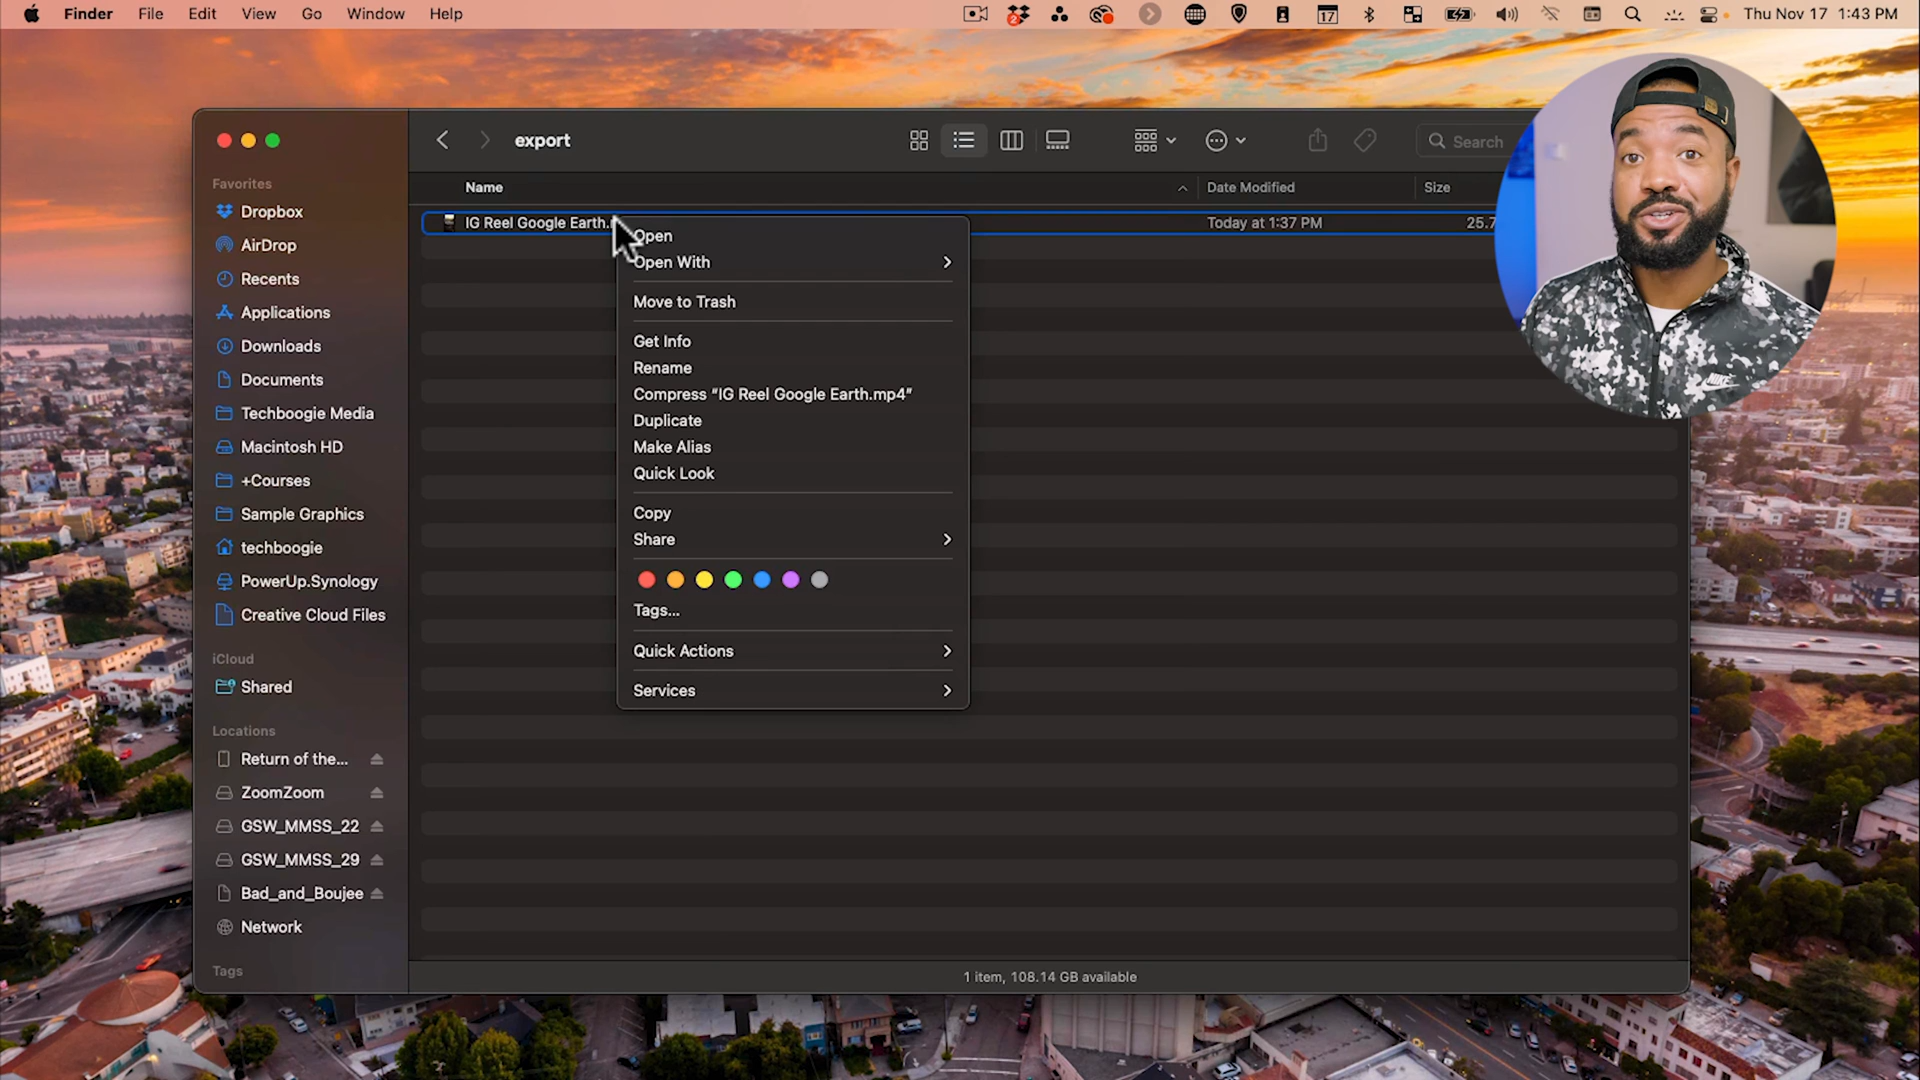 Finder File Edit View Go Window Help
2 17 Thu Nov 17 1:43 PM
export
Search
Name Date Modified Size
IG Reel Google Earth. Today at 1:37 PM 25.7
Favorites
Dropbox
AirDrop
Recents
Applications
Downloads
Documents
Techboogie Media
Macintosh HD
+Courses
Sample Graphics
techboogie
PowerUp.Synology
Creative Cloud Files
iCloud
Shared
Locations
Return of the...
ZoomZoom
GSW_MMSS_22
GSW_MMSS_29
Bad_and_Boujee
Network
Tags
Open
Open With
Move to Trash
Get Info
Rename
Compress “IG Reel Google Earth.mp4”
Duplicate
Make Alias
Quick Look
Copy
Share
Tags...
Quick Actions
Services
1 item, 108.14 GB available